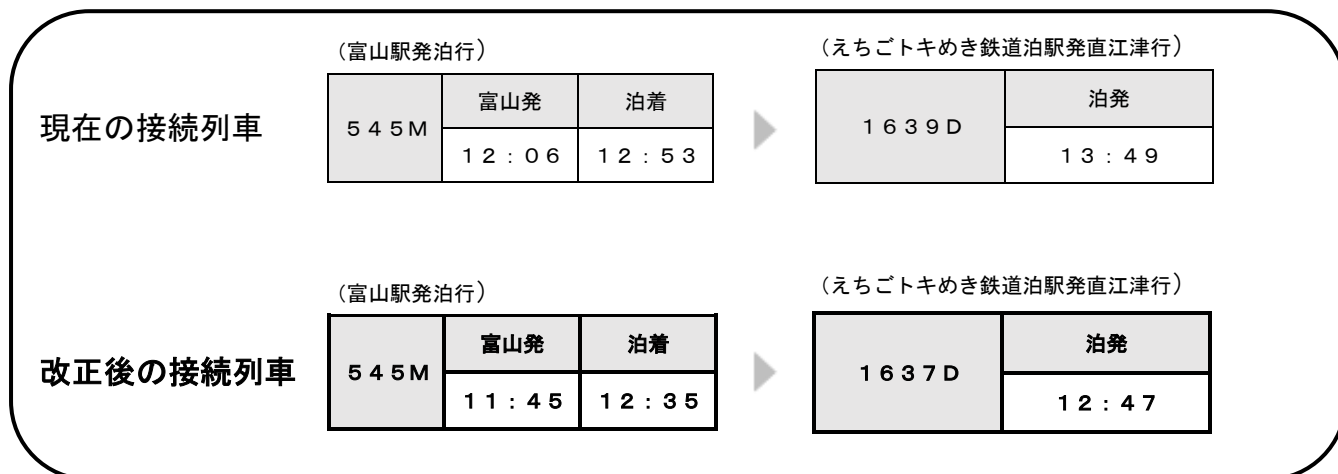 （富山駅発泊行）
（えちごトキめき鉄道泊駅発直江津行）
現在の接続列車
５４５Ｍ
富山発
泊着
１２：０６
１２：５３
１６３９Ｄ
泊発
１３：４９
（富山駅発泊行）
（えちごトキめき鉄道泊駅発直江津行）
改正後の接続列車
５４５Ｍ
富山発
泊着
１１：４５
１２：３５
１６３７Ｄ
泊発
１２：４７